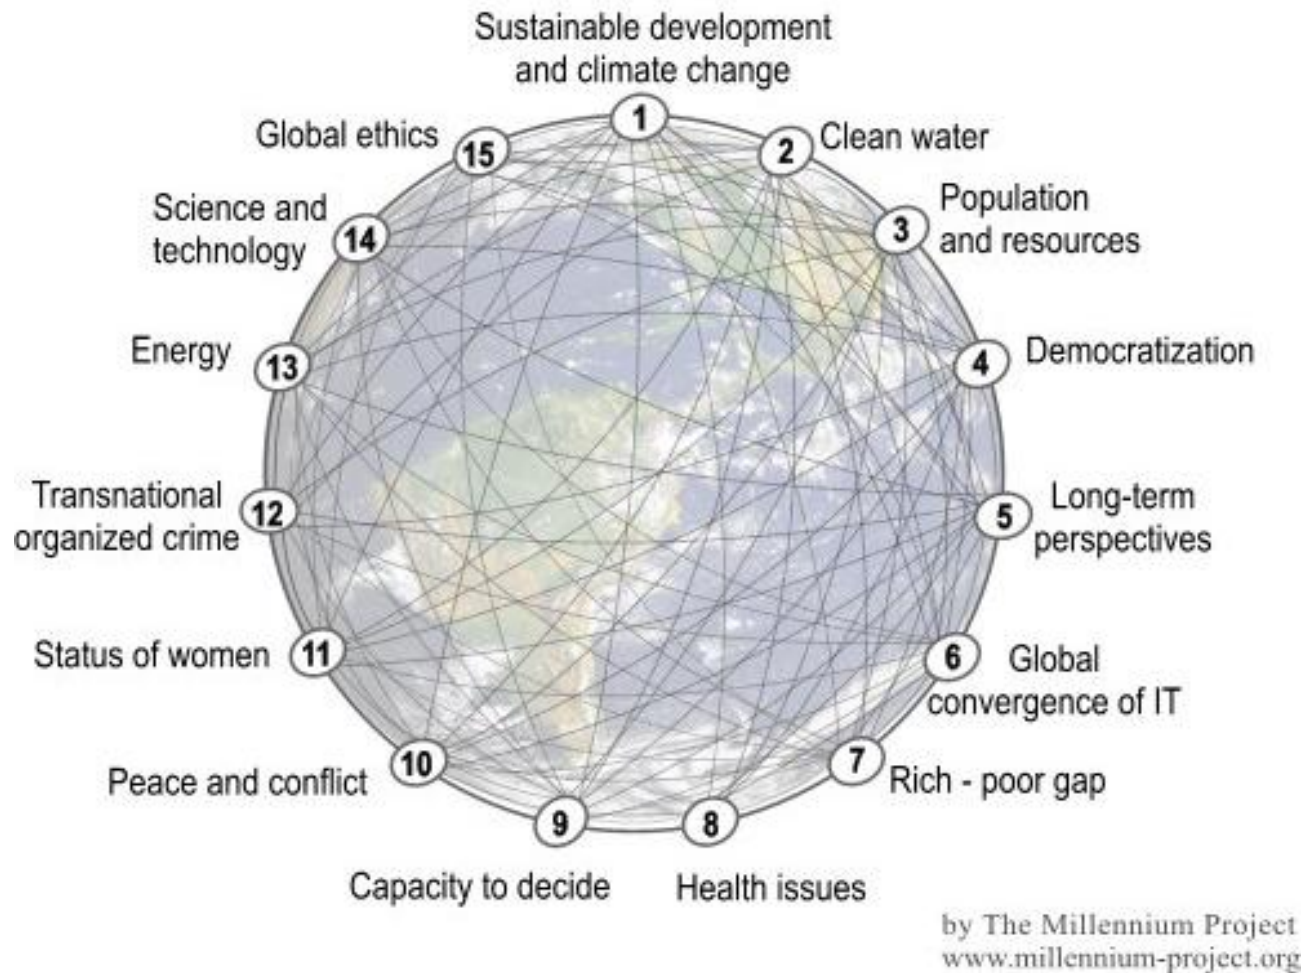 Sustainable development
and climate change
1
2
Clean water
3
Population
and resources
4
Democratization
5
Long-term
perspectives
6
Global
convergence of IT
7
Rich - poor gap
8
Health issues
9
Capacity to decide
10
Peace and conflict
11
Status of women
12
Transnational
organized crime
13
Energy
14
Science and
technology
15
Global ethics
by The Millennium Project
www.millennium-project.org